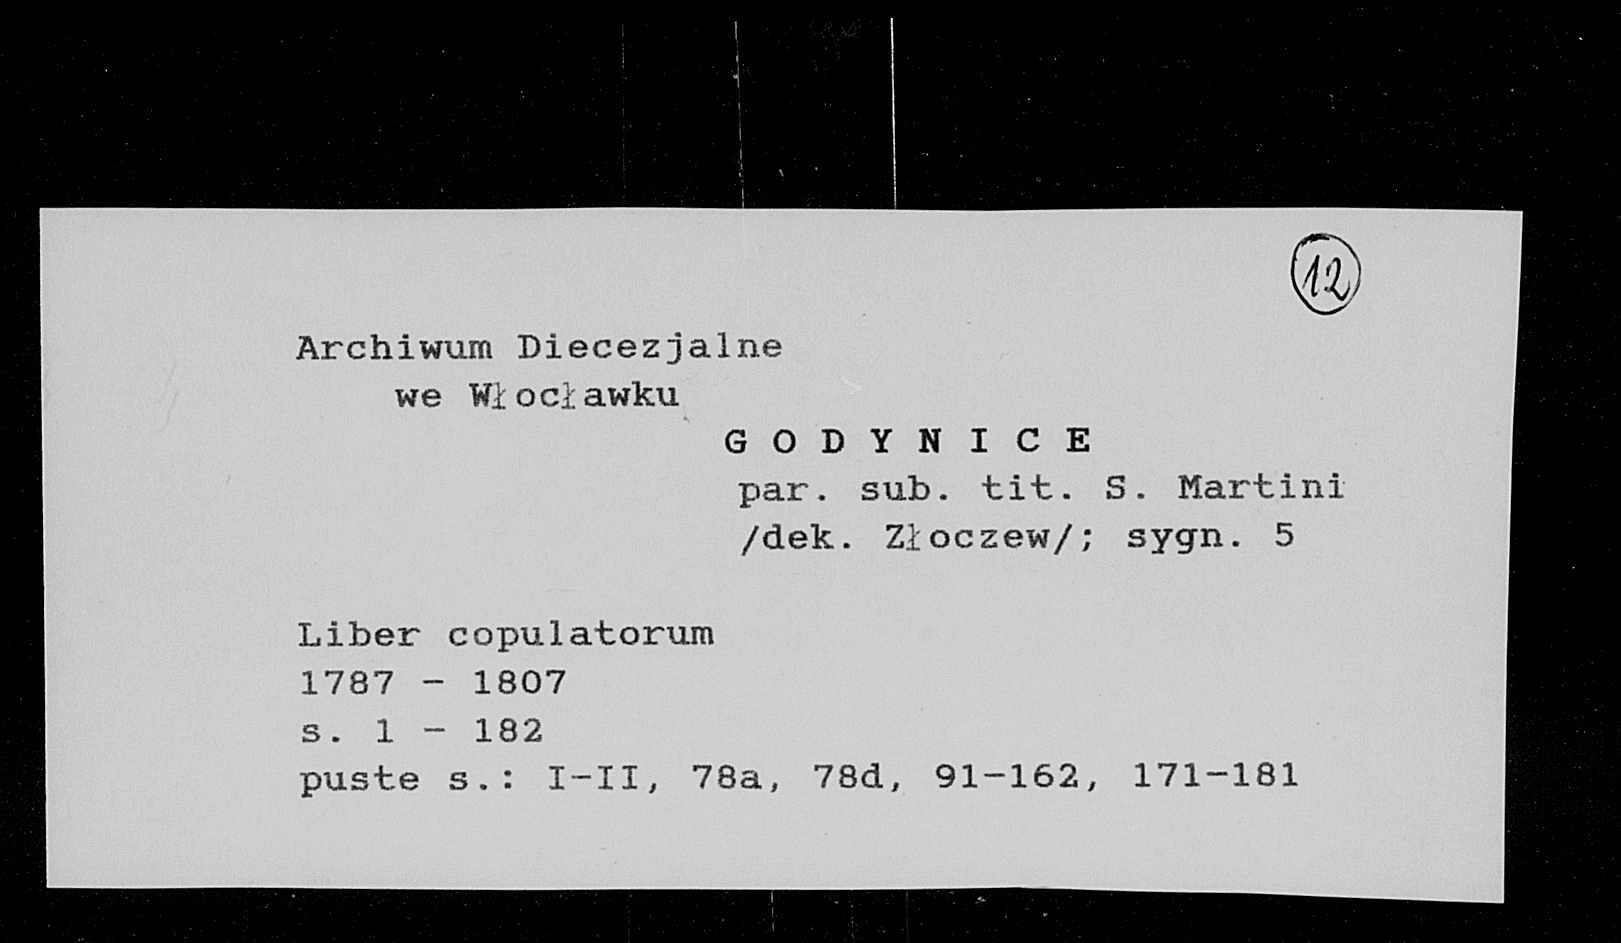 12
Archiwum Diecezjalne
we Włocławku
G O D Y N I C E
par. sub. tit. S. Martini
/dek. Złoczew/; sygn. 5
Liber copulatorum
1787 - 1807
s. 1 - 182
puste s.: I-II, 78a, 78d, 91-162, 171-181